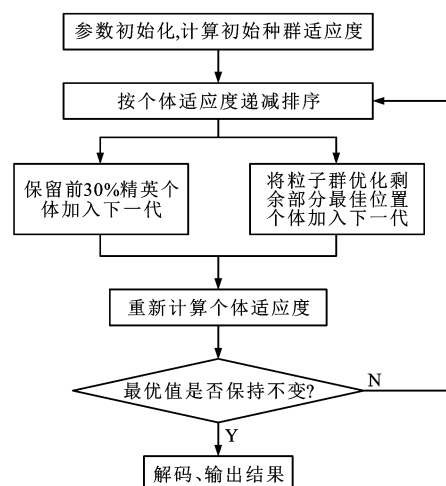 参数初始化,计算初始种群适应度
按个体适应度递减排序
保留前30%精英个
体加入下一代
将粒子群优化剩
余部分最佳位置
个体加入下一代
重新计算个体适应度
最优值是否保持不变?
N
Y
解码、输出结果